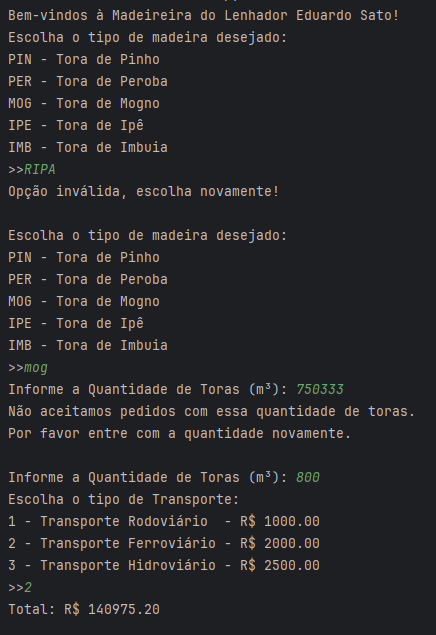 Bem-vindos à Madeireira do Lenhador Eduardo Sato!
Escolha o tipo de madeira desejado:
PIN - Tora de Pinho
PER - Tora de Peroba
MOG - Tora de Mogno
IPE - Tora de Ipê
IMB - Tora de Imbuia
>>RIPA
Opção inválida, escolha novamente!

Escolha o tipo de madeira desejado:
PIN - Tora de Pinho
PER - Tora de Peroba
MOG - Tora de Mogno
IPE - Tora de Ipê
IMB - Tora de Imbuia
>>mog
Informe a Quantidade de Toras (m³): 750333
Não aceitamos pedidos com essa quantidade de toras.
Por favor entre com a quantidade novamente.

Informe a Quantidade de Toras (m³): 800
Escolha o tipo de Transporte:
1 - Transporte Rodoviário  - R$ 1000.00
2 - Transporte Ferroviário - R$ 2000.00
3 - Transporte Hidroviário - R$ 2500.00
>>2
Total: R$ 140975.20